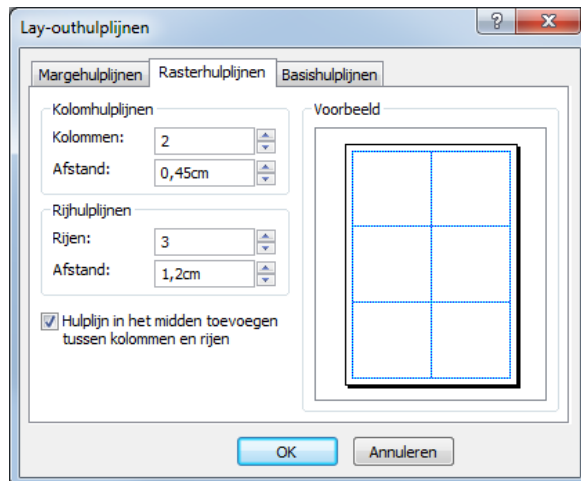 Lay-outhulplijnen
Margehulplijnen Rasterhulplijnen Basishulplijnen
Kolomhulplijnen
Kolommen: 2
Afstand: 0,45cm
Rijhulplijnen
Rijen: 3
Afstand: 1,2cm
Hulplijn in het midden toevoegen
tussen kolommen en rijen
Voorbeeld
OK Annuleren